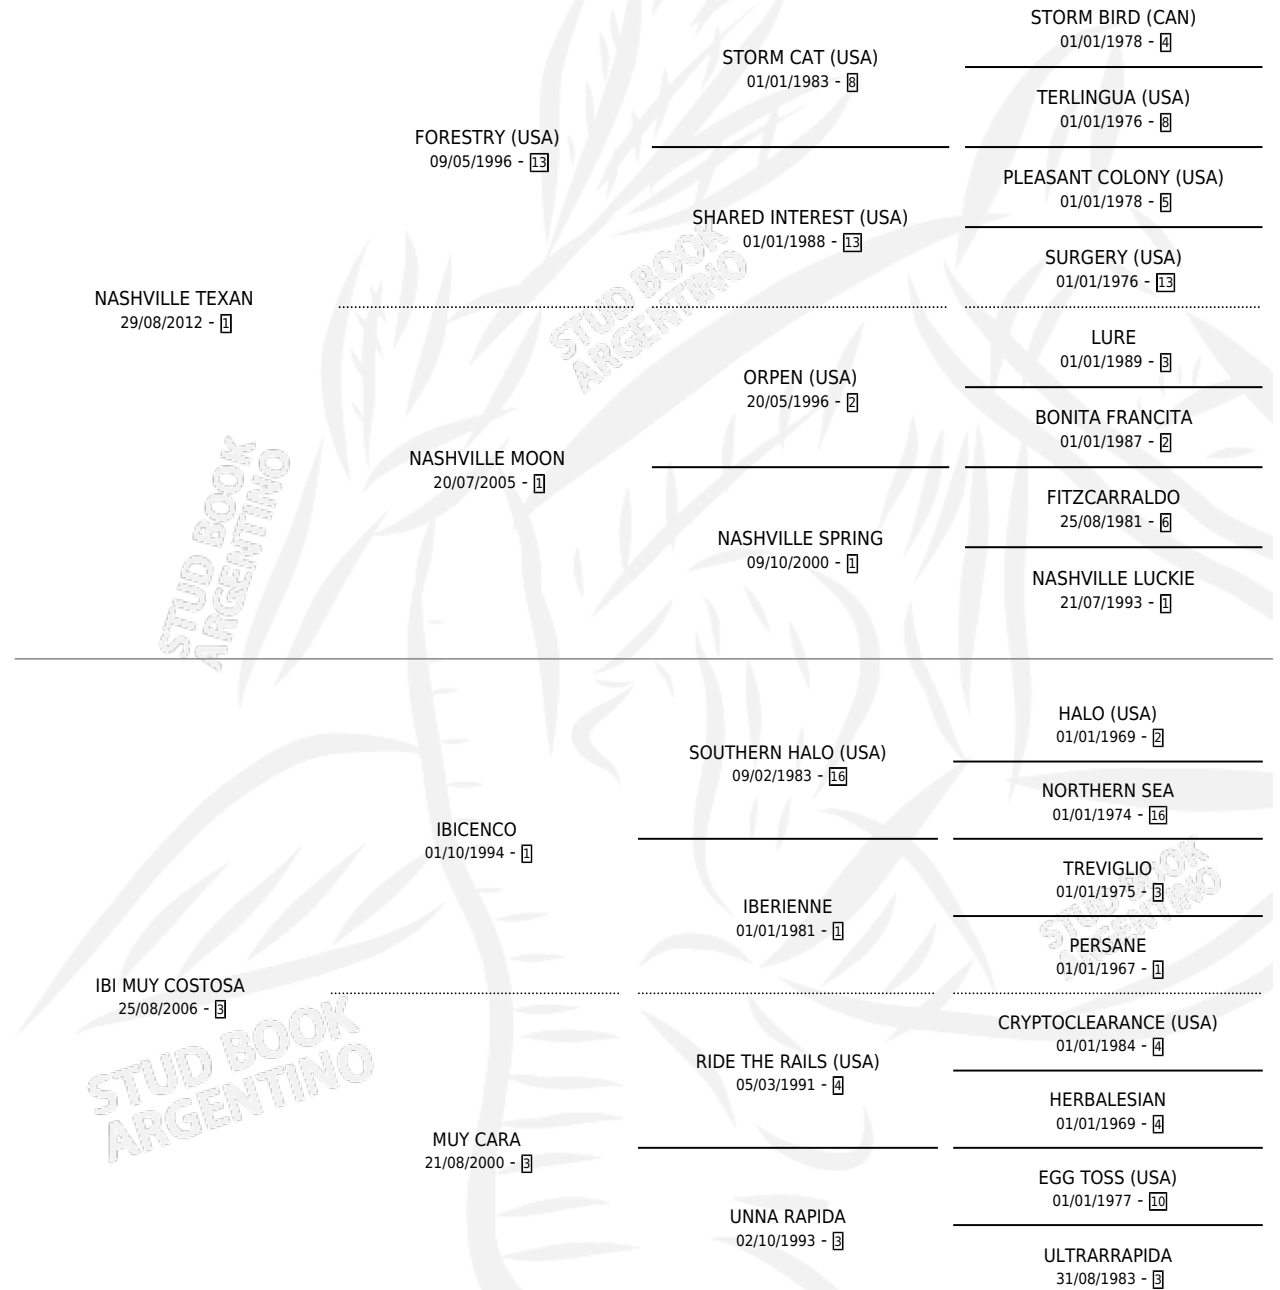 STORM BIRD (CAN)
01/01/1978 - 4
STORM CAT (USA)
01/01/1983 - 8
TERLINGUA (USA)
01/01/1976 - 8
FORESTRY (USA)
09/05/1996 - 13
PLEASANT COLONY (USA)
01/01/1978 - 5
SHARED INTEREST (USA)
01/01/1988 - 13
SURGERY (USA)
01/01/1976 - 13
NASHVILLE TEXAN
29/08/2012 - 1
LURE
01/01/1989 - 3
ORPEN (USA)
20/05/1996 - 2
BONITA FRANCITA
01/01/1987 - 2
NASHVILLE MOON
20/07/2005 - 1
FITZCARRALDO
25/08/1981 - 6
NASHVILLE SPRING
09/10/2000 - 1
NASHVILLE LUCKIE
21/07/1993 - 1
HALO (USA)
01/01/1969 - 2
SOUTHERN HALO (USA)
09/02/1983 - 16
NORTHERN SEA
01/01/1974 - 16
IBICENCO
01/10/1994 - 1
TREVIGLIO
01/01/1975 - 3
IBERIENNE
01/01/1981 - 1
PERSANE
01/01/1967 - 1
IBI MUY COSTOSA
25/08/2006 - 3
CRYPTOCLEARANCE (USA)
01/01/1984 - 4
RIDE THE RAILS (USA)
05/03/1991 - 4
HERBALESIAN
01/01/1969 - 4
MUY CARA
21/08/2000 - 3
EGG TOSS (USA)
01/01/1977 - 10
UNNA RAPIDA
02/10/1993 - 3
ULTRARRAPIDA
31/08/1983 - 3
STUD BOOK
ARGENTINO
STUD BOOK
ARGENTINO
STUD BOOK
ARGENTINO
STUD BOOK
ARGENTINO